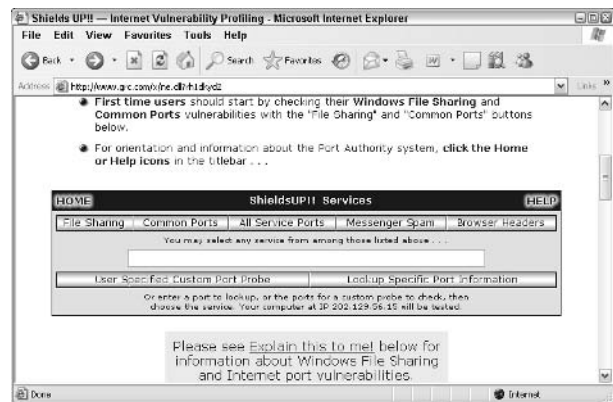 Shields UP!! — Internet Vulnerability Profiling - Microsoft Internet Explorer
File Edit View Favorites Tools Help
Back Search Favorites
Address http://www.grc.com/x/ne.dll?rh1dkyd2 Links »
First time users should start by checking their Windows File Sharing and
Common Ports vulnerabilities with the "File Sharing" and "Common Ports" buttons
below.
For orientation and information about the Port Authority system, click the Home
or Help icons in the titlebar . . .
HOME ShieldsUP!! Services HELP
File Sharing Common Ports All Service Ports Messenger Spam Browser Headers
You may select any service from among those listed above . . .
User Specified Custom Port Probe Lookup Specific Port Information
Or enter a port to lookup, or the ports for a custom probe to check, then
choose the service. Your computer at IP 202.129.56.15 will be tested.
Please see Explain this to me! below for
information about Windows File Sharing
and Internet port vulnerabilities.
Done Internet